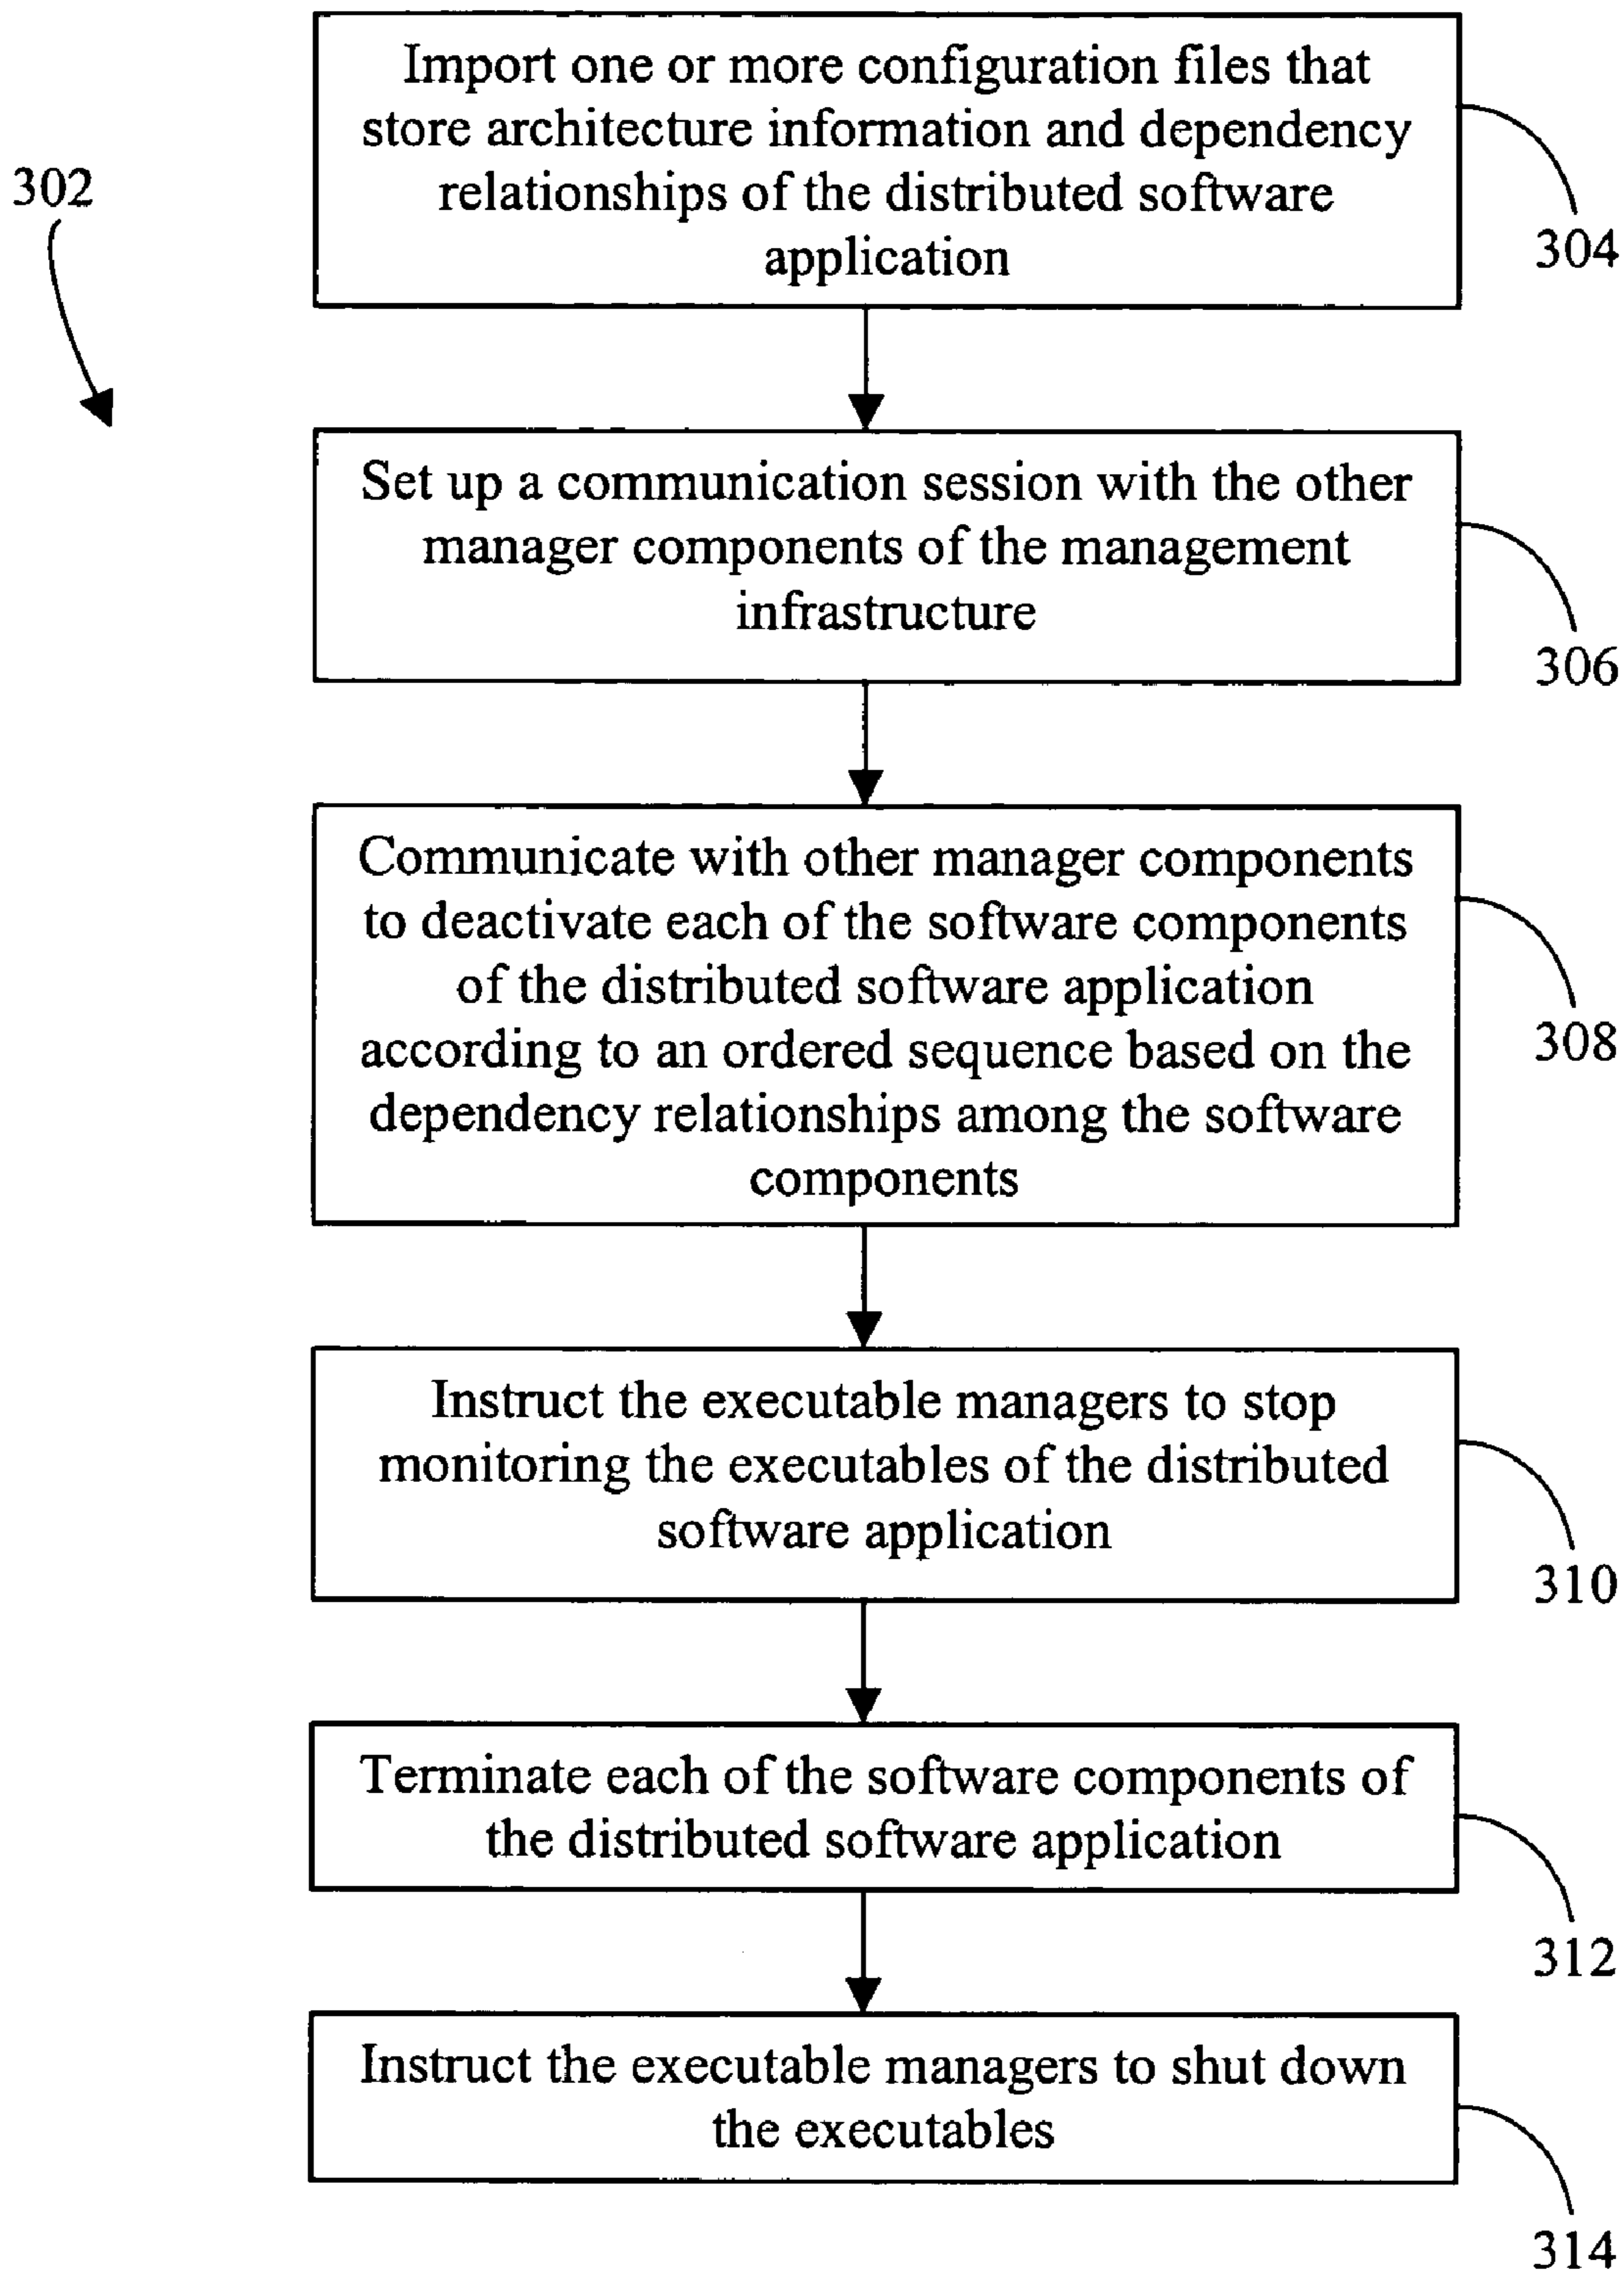 302
Import one or more configuration files that
store architecture information and dependency
relationships of the distributed software
application
304
Set up a communication session with the other
manager components of the management
infrastructure
306
Communicate with other manager components
to deactivate each of the software components
of the distributed software application
according to an ordered sequence based on the
dependency relationships among the software
components
308
Instruct the executable managers to stop
monitoring the executables of the distributed
software application
310
Terminate each of the software components of
the distributed software application
312
Instruct the executable managers to shut down
the executables
314